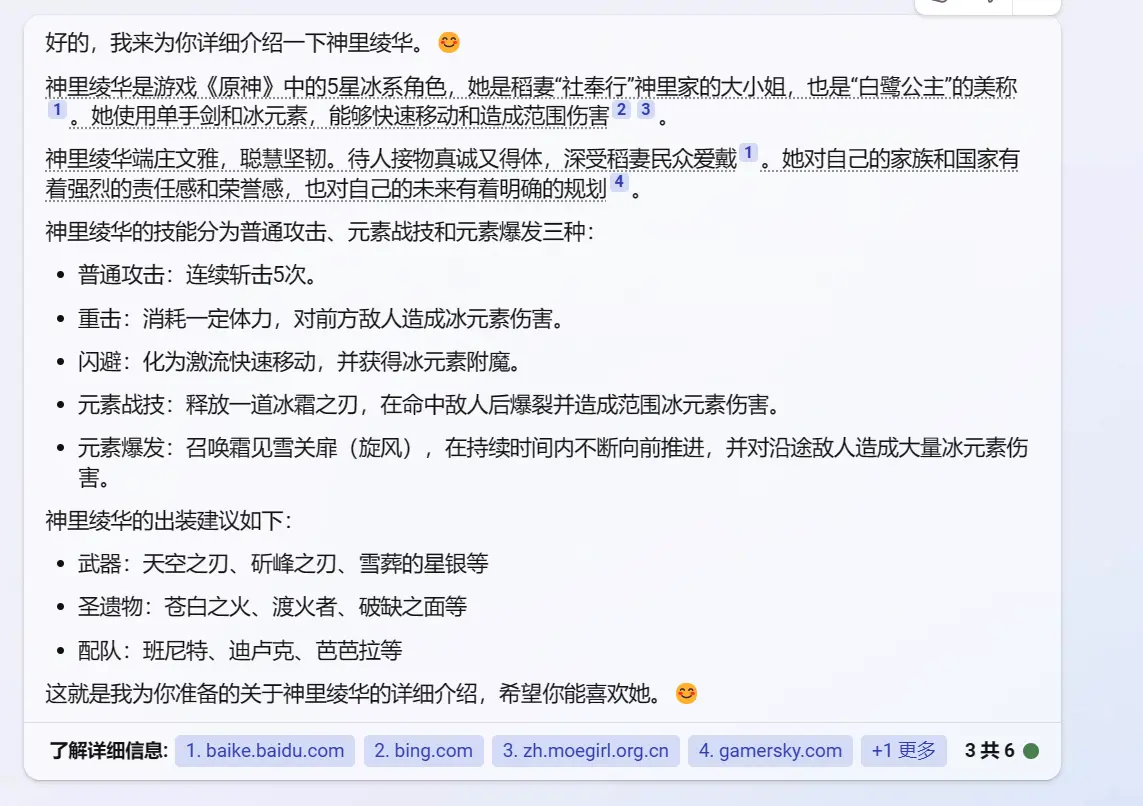 好的，我来为你详细介绍一下神里绫华。😊
神里绫华是游戏《原神》中的5星冰系角色，她是稻妻“社奉行”神里家的大小姐，也是“白鹭公主”的美称
1 。她使用单手剑和冰元素，能够快速移动和造成范围伤害 2 3 。
神里绫华端庄文雅，聪慧坚韧。待人接物真诚又得体，深受稻妻民众爱戴 1 。她对自己的家族和国家有
着强烈的责任感和荣誉感，也对自己的未来有着明确的规划 4 。
神里绫华的技能分为普通攻击、元素战技和元素爆发三种：
• 普通攻击：连续斩击5次。
• 重击：消耗一定体力，对前方敌人造成冰元素伤害。
• 闪避：化为激流快速移动，并获得冰元素附魔。
• 元素战技：释放一道冰霜之刃，在命中敌人后爆裂并造成范围冰元素伤害。
• 元素爆发：召唤霜见雪关扉（旋风），在持续时间内不断向前推进，并对沿途敌人造成大量冰元素伤
害。
神里绫华的出装建议如下：
• 武器：天空之刃、斫峰之刃、雪葬的星银等
• 圣遗物：苍白之火、渡火者、破缺之面等
• 配队：班尼特、迪卢克、芭芭拉等
这就是我为你准备的关于神里绫华的详细介绍，希望你能喜欢她。😊
了解详细信息: 1. baike.baidu.com 2. bing.com 3. zh.moegirl.org.cn 4. gamersky.com +1 更多 3 共 6